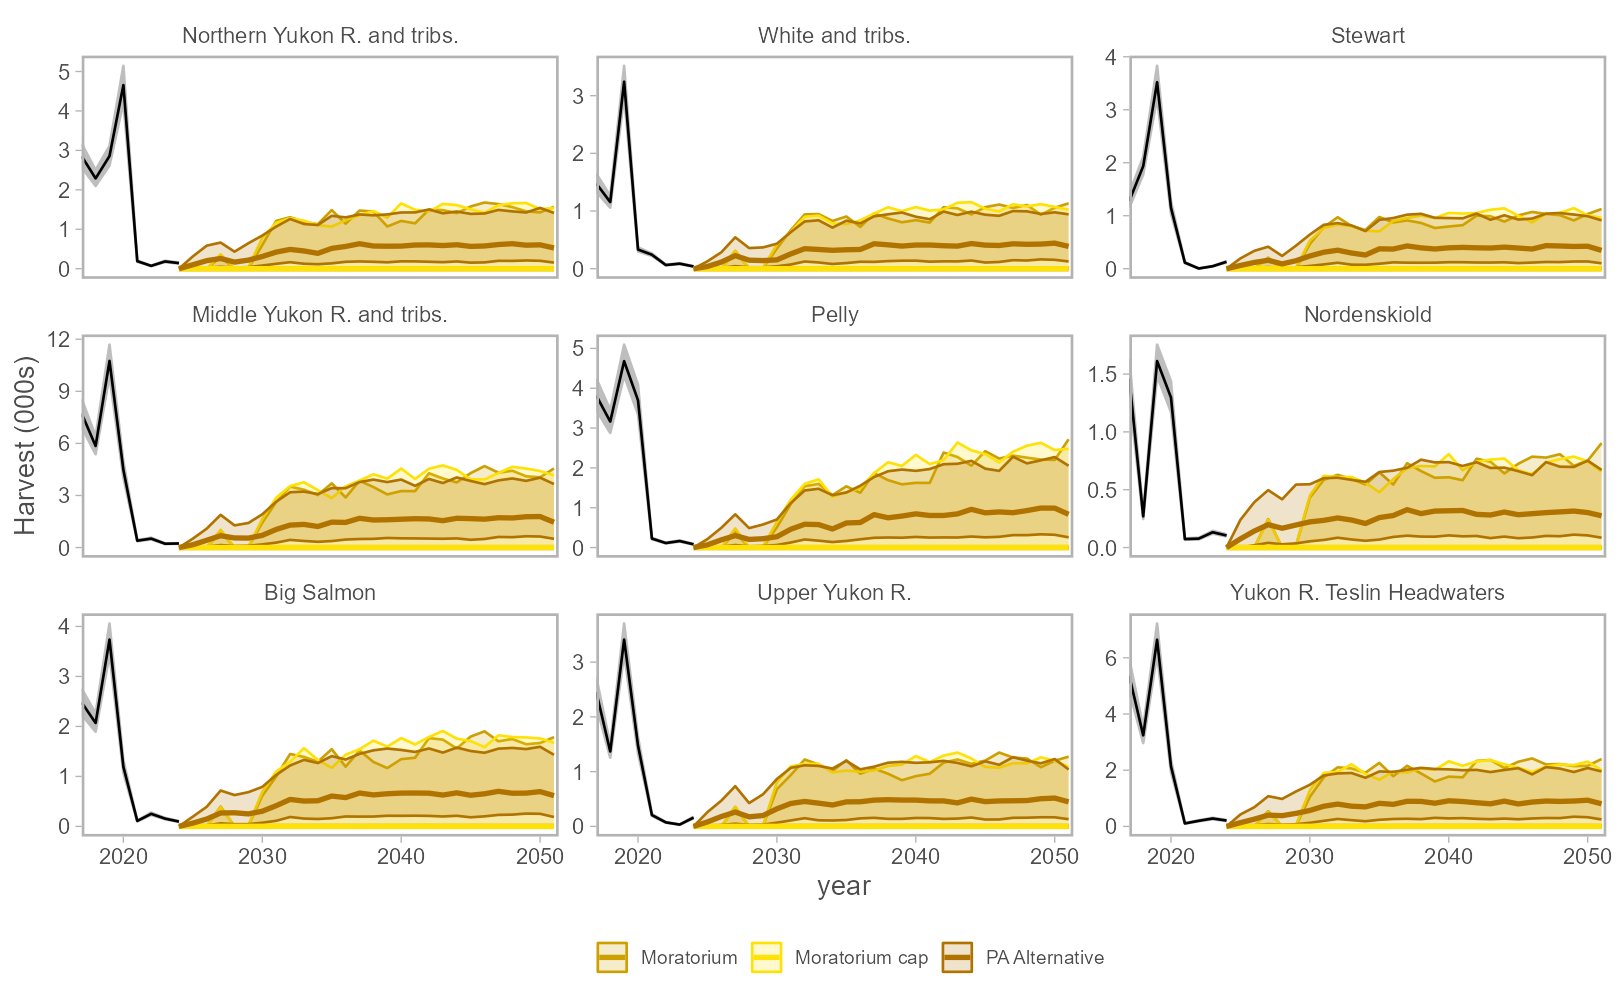 Northern Yukon R. and tribs. White and tribs. Stewart
5 4 3 2 1 0
3 2 1 0
4 3 2 1 0
Middle Yukon R. and tribs. Pelly Nordenskiold
12 9 6 3 0
5 4 3 2 1 0
1.5 1.0 0.5 0.0
Harvest (000s)
Big Salmon Upper Yukon R. Yukon R. Teslin Headwaters
4 3 2 1 0
3 2 1 0
6 4 2 0
2020 2030 2040 2050 2020 2030 2040 2050 2020 2030 2040 2050
year
Moratorium Moratorium cap PA Alternative